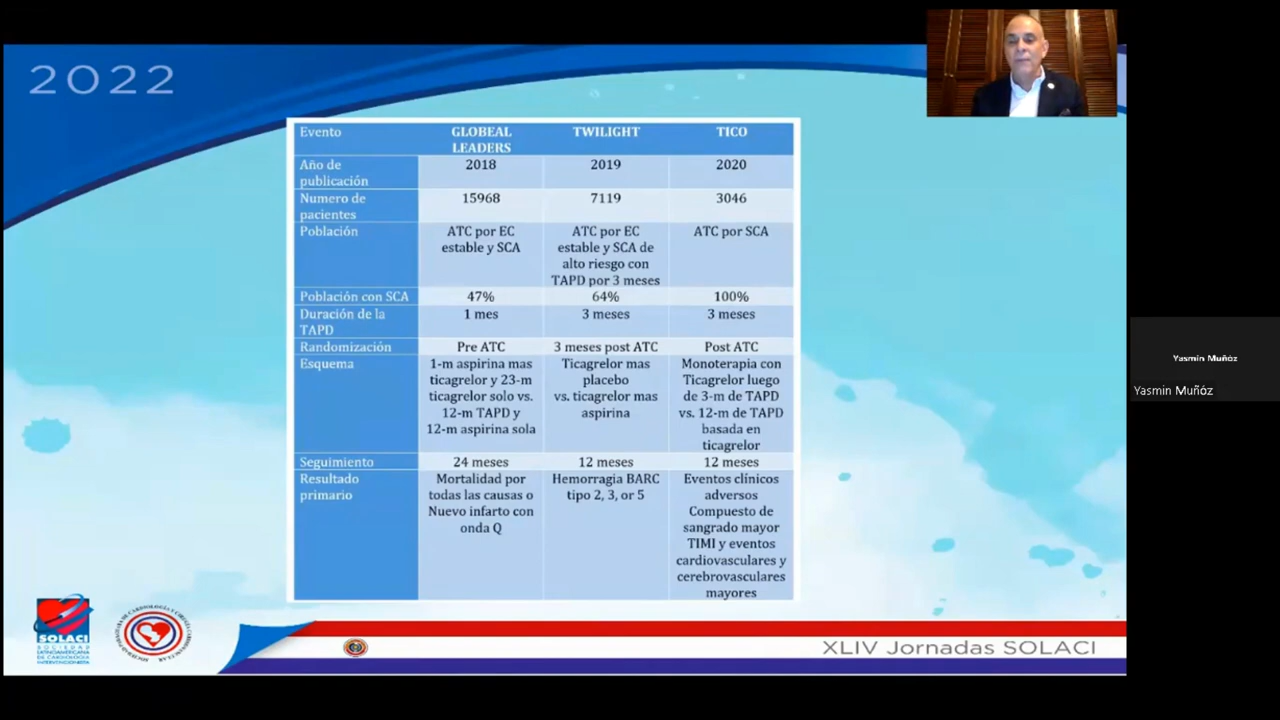 2022
Evento
GLOBEAL
LEADERS
TWILIGHT
TICO
Año de
publicación
2018
2019
2020
Numero de
pacientes
15968
7119
3046
Población
ATC por EC
estable y SCA
ATC por EC
estable y SCA de
alto riesgo con
TAPD por 3 meses
ATC por SCA
Población con SCA
47%
64%
100%
Duración de la
TAPD
1 mes
3 meses
3 meses
Randomización
Pre ATC
3 meses post ATC
Post ATC
Esquema
1-m aspirina mas
ticagrelor y 23-m
ticagrelor solo vs.
12-m TAPD y
12-m aspirina sola
Ticagrelor mas
placebo
vs. ticagrelor mas
aspirina
Monoterapia con
Ticagrelor luego
de 3-m de TAPD
vs. 12-m de TAPD
basada en
ticagrelor
Seguimiento
24 meses
12 meses
12 meses
Resultado
primario
Mortalidad por
todas las causas o
Nuevo infarto con
onda Q
Hemorragia BARC
tipo 2, 3, or 5
Eventos clínicos
adversos
Compuesto de
sangrado mayor
TIMI y eventos
cardiovasculares y
cerebrovasculares
mayores
Yasmin Muñóz
Yasmin Muñóz
SOLACI
SOCIEDAD
LATINOAMERICANA
DE CARDIOLOGIA
INTERVENCIONISTA
XLIV Jornadas SOLACI